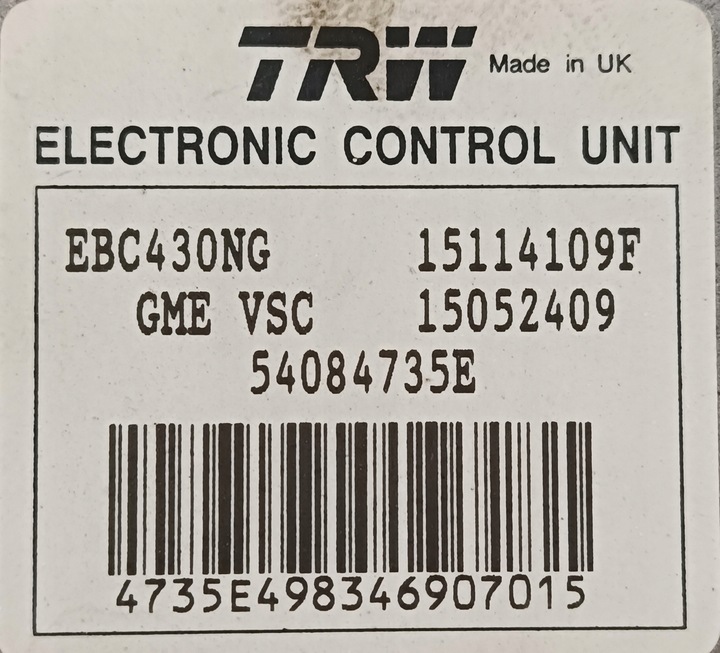 TRW Made in UK
ELECTRONIC CONTROL UNIT
EBC430NG 15114109F
GME VSC 15052409
54084735E
4735E498346907015